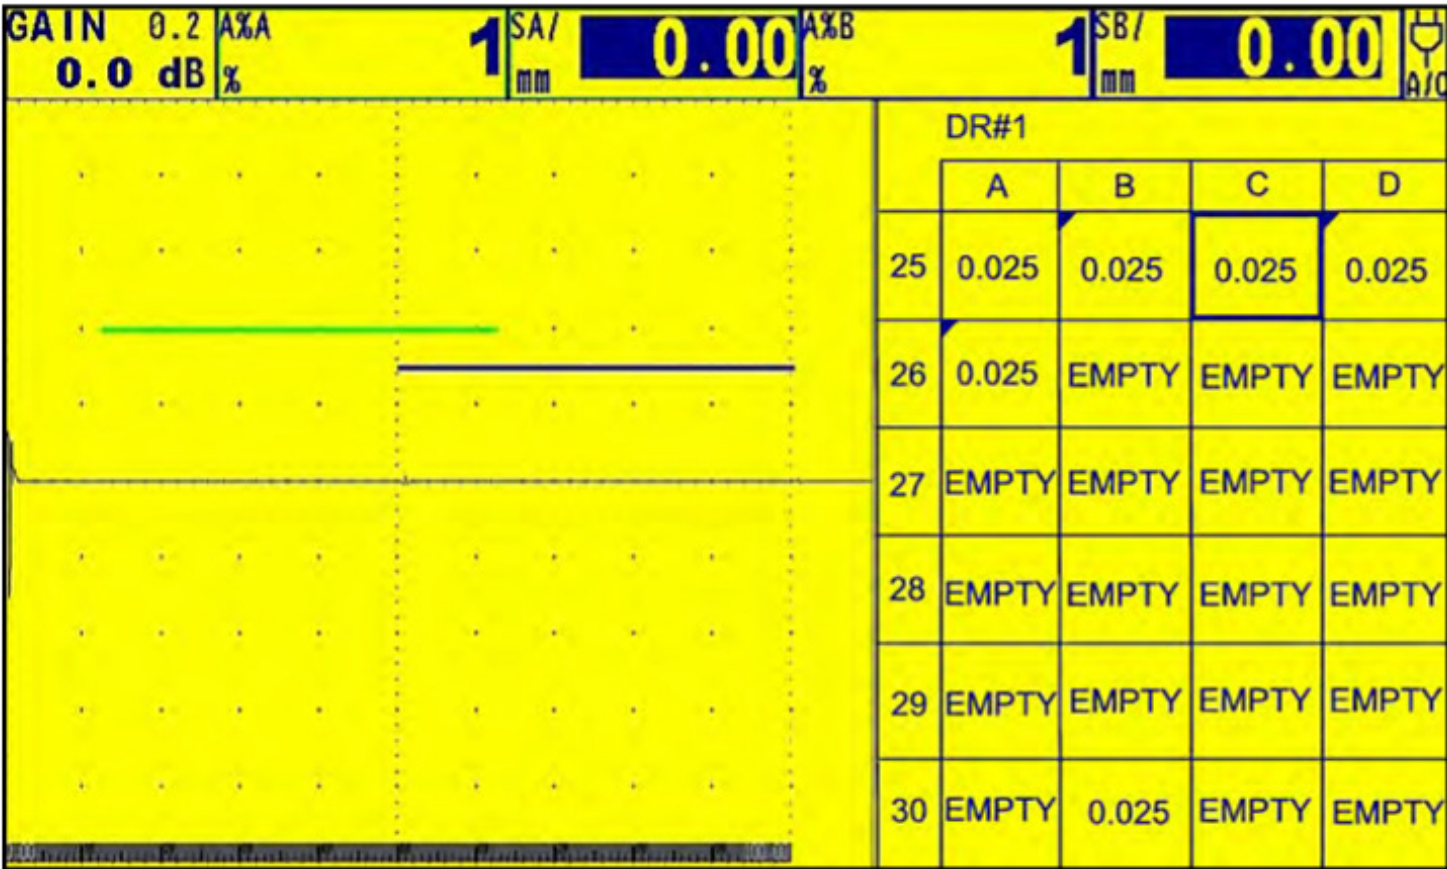 GAIN 0.2 A%A 1 SA/ 0.00 A%B 1 SB/ 0.00
0.0 dB % mm % mm
DR#1
A B C D
25 0.025 0.025 0.025 0.025
26 0.025 EMPTY EMPTY EMPTY
27 EMPTY EMPTY EMPTY EMPTY
28 EMPTY EMPTY EMPTY EMPTY
29 EMPTY EMPTY EMPTY EMPTY
30 EMPTY 0.025 EMPTY EMPTY